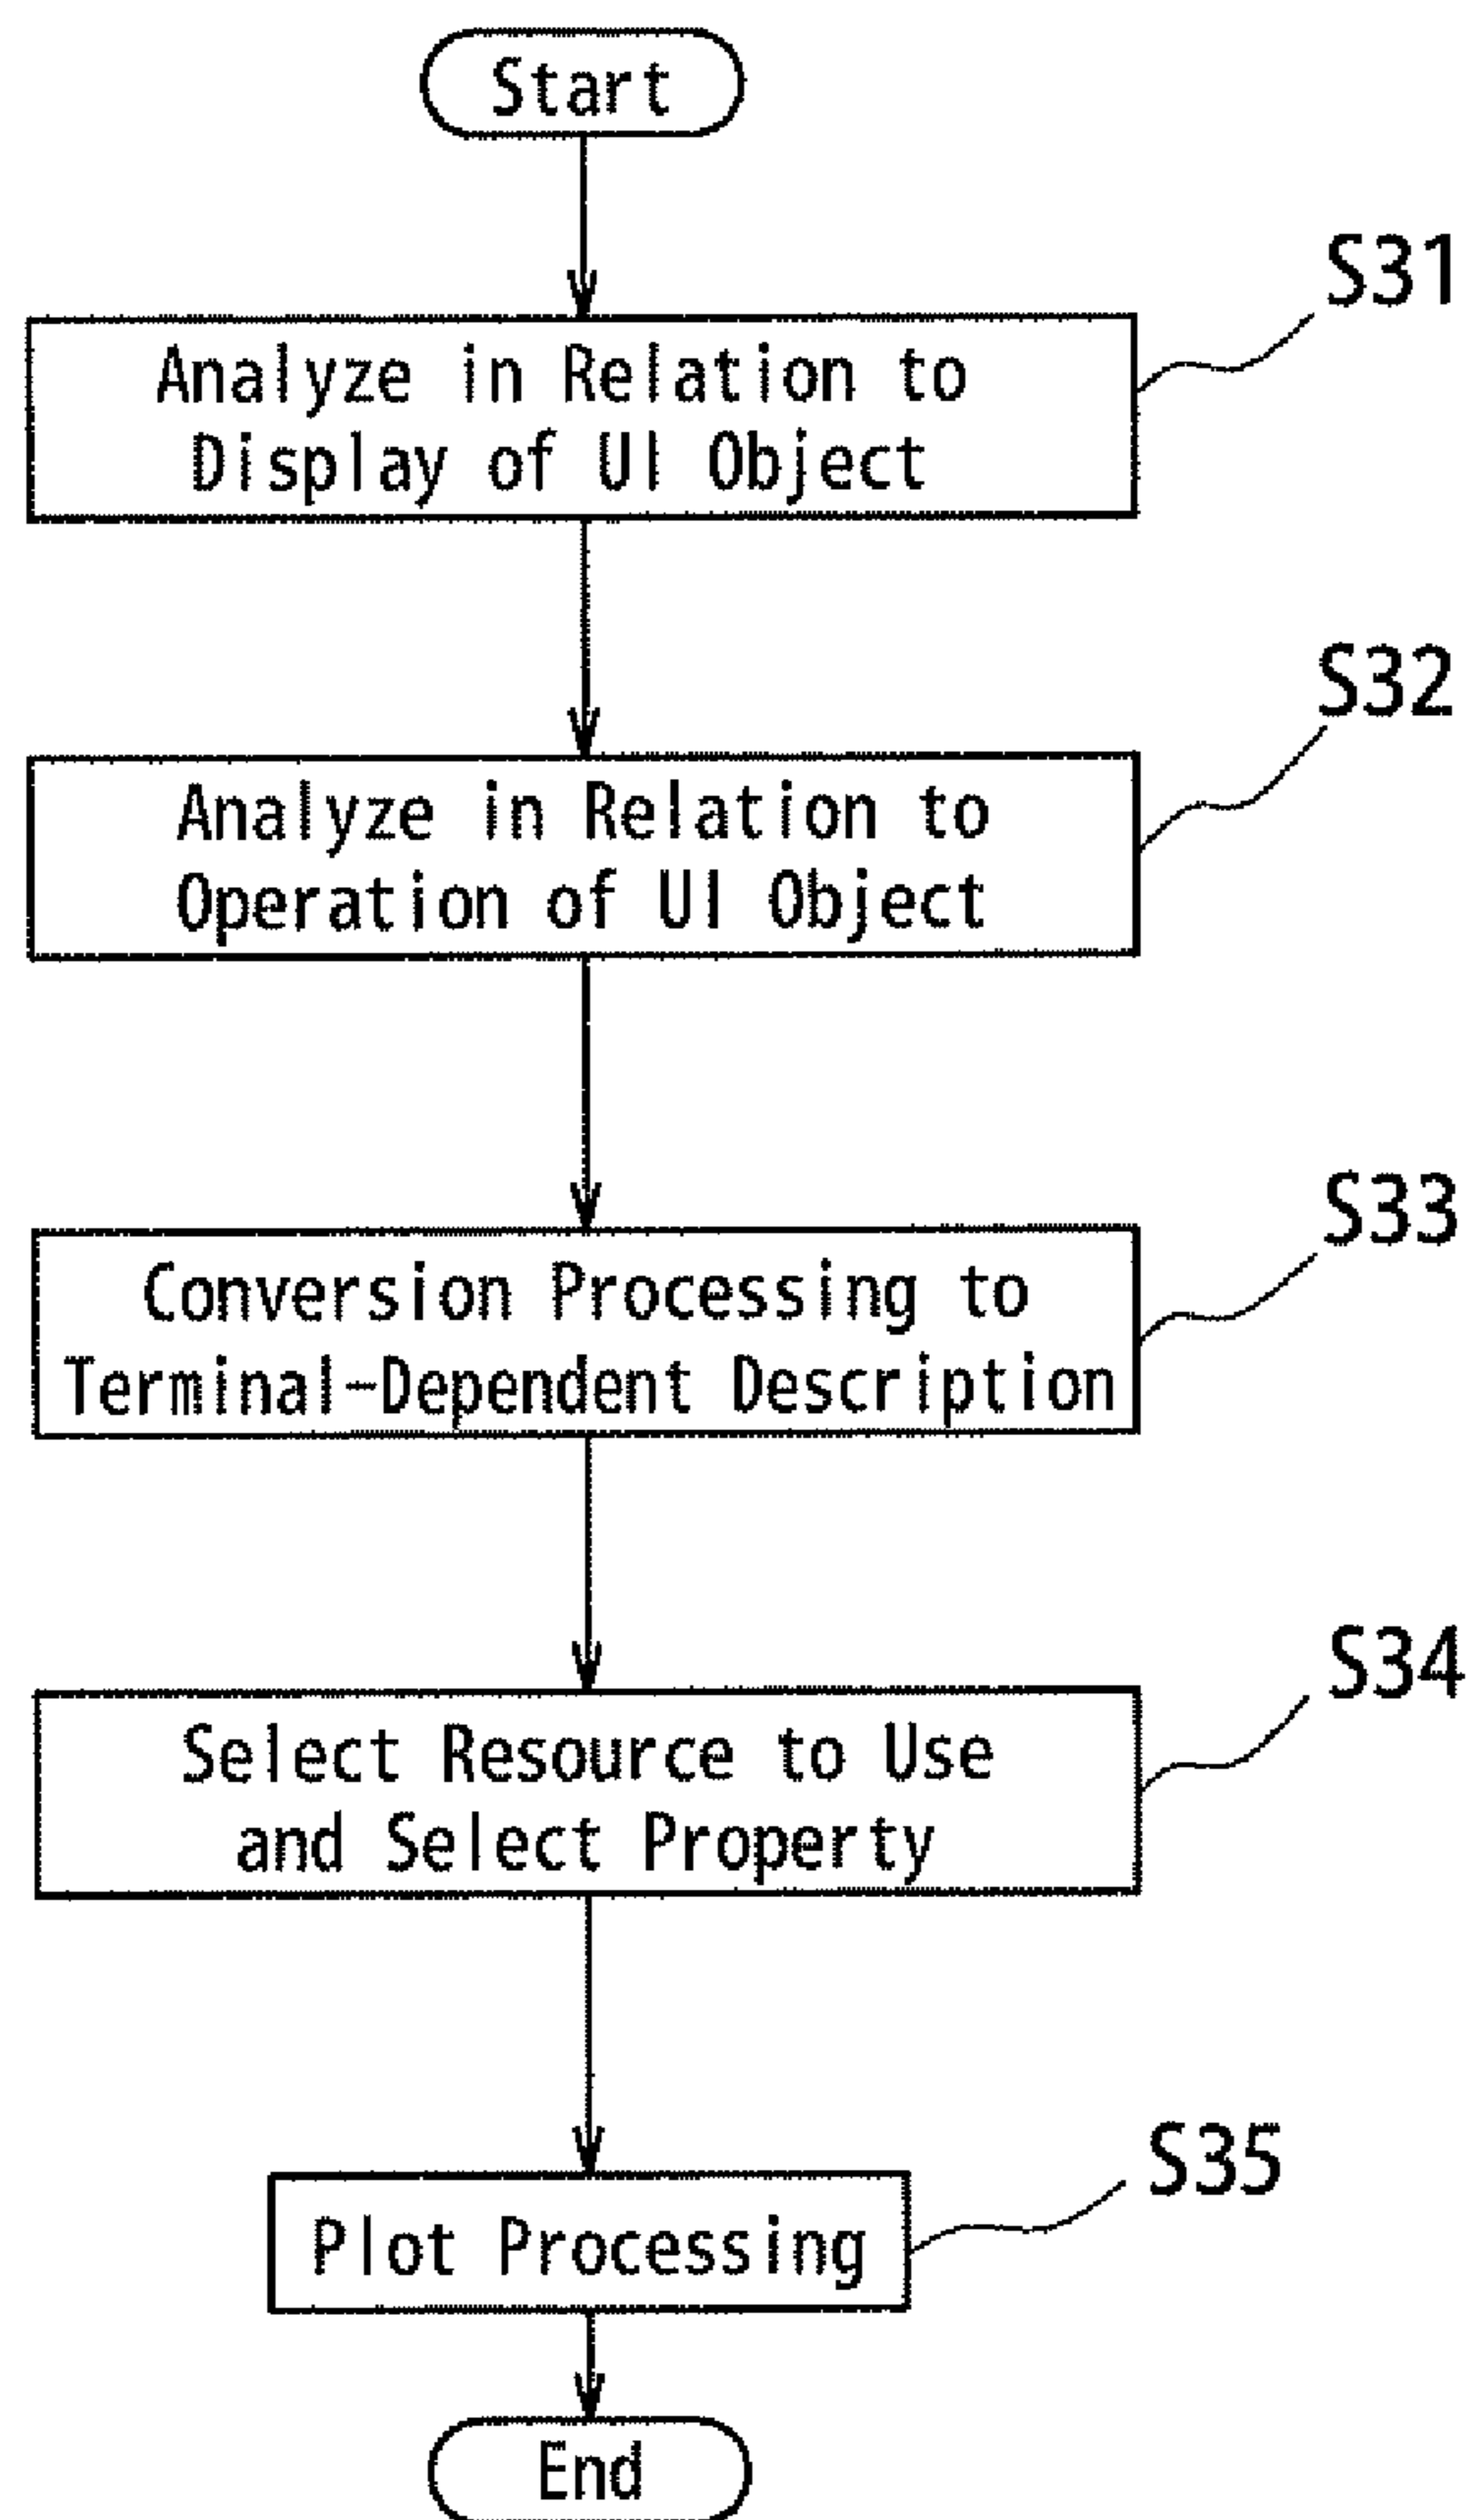 Start
S31
Analyze in Relation to
Display of UI Object
S32
Analyze in Relation to
Operation of UI Object
S33
Conversion Processing to
Terminal-Dependent Description
S34
Select Resource to Use
and Select Property
S35
Plot Processing
End